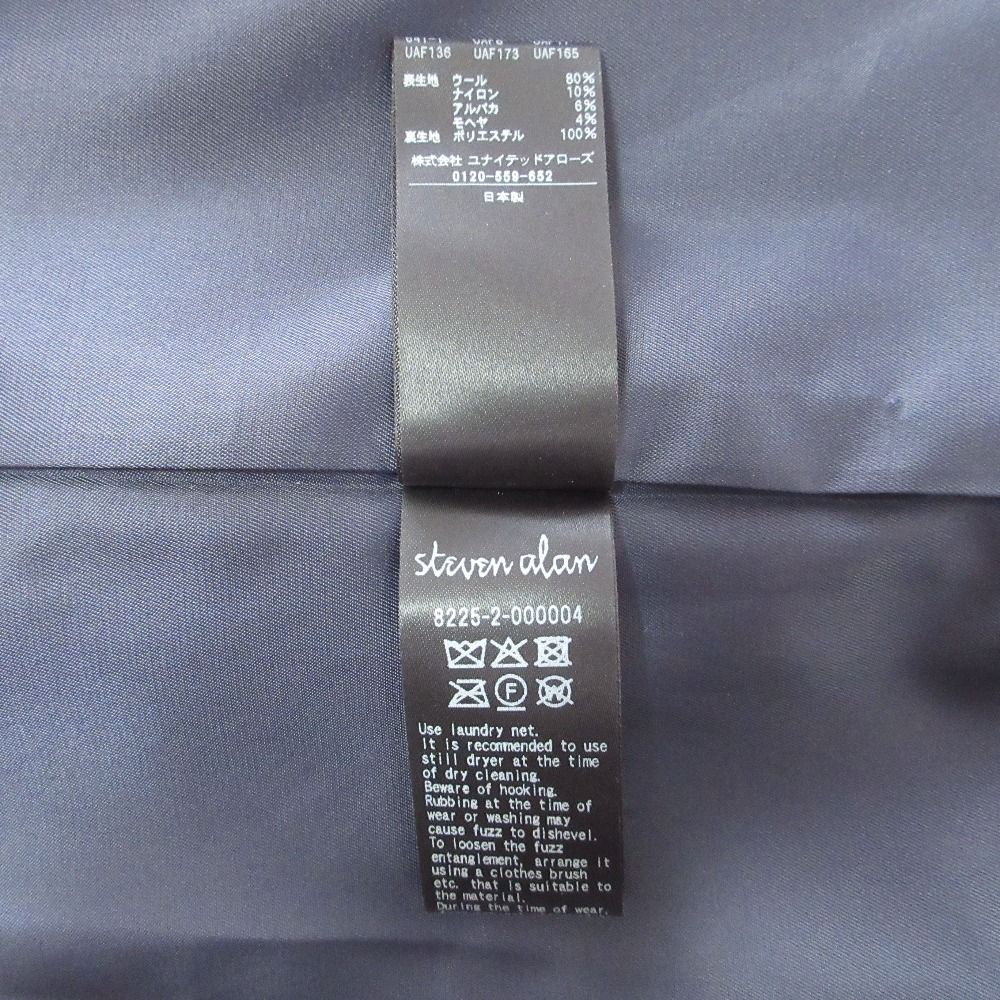 UAF136 UAF173 UAF165
表生地 ウール 80%
ナイロン 10%
アルパカ 6%
モヘヤ 4%
裏生地 ポリエステル 100%
株式会社 ユナイテッドアローズ
0120-559-652
日本製
steven alan
8225-2-000004
F
W
Use laundry net.
It is recommended to use
still dryer at the time
of dry cleaning.
Beware of hooking.
Rubbing at the time of
wear or washing may
cause fuzz to dishevel.
To loosen the fuzz
entanglement, arrange it
using a clothes brush
etc. that is suitable to
the material.
During the time of wear,